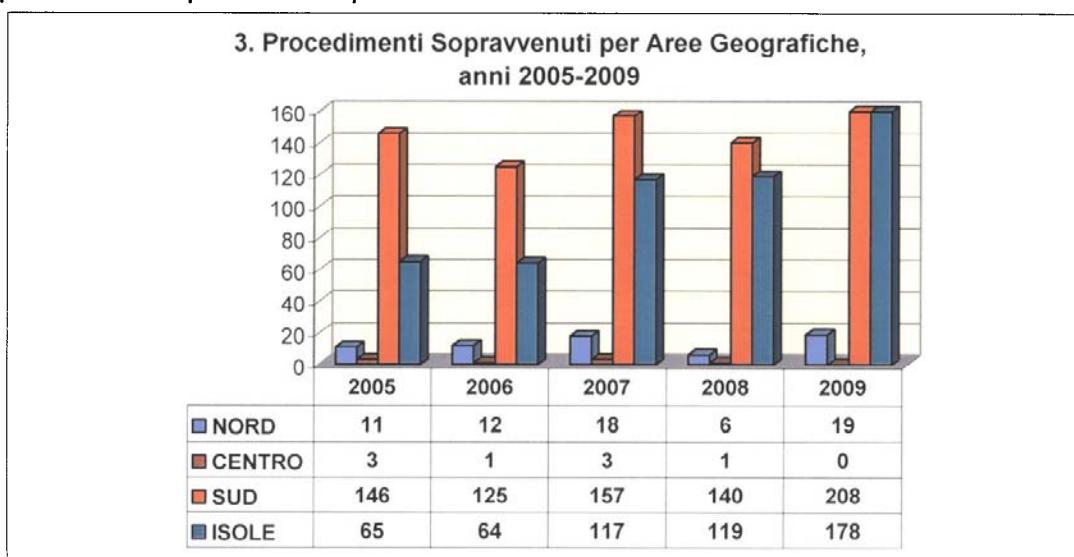 3. Procedimenti Sopravvenuti per Aree Geografiche,
anni 2005-2009
160
140
120
100
80
60
40
20
0
2005 2006 2007 2008 2009
NORD 11 12 18 6 19
CENTRO 3 1 3 1 0
SUD 146 125 157 140 208
ISOLE 65 64 117 119 178